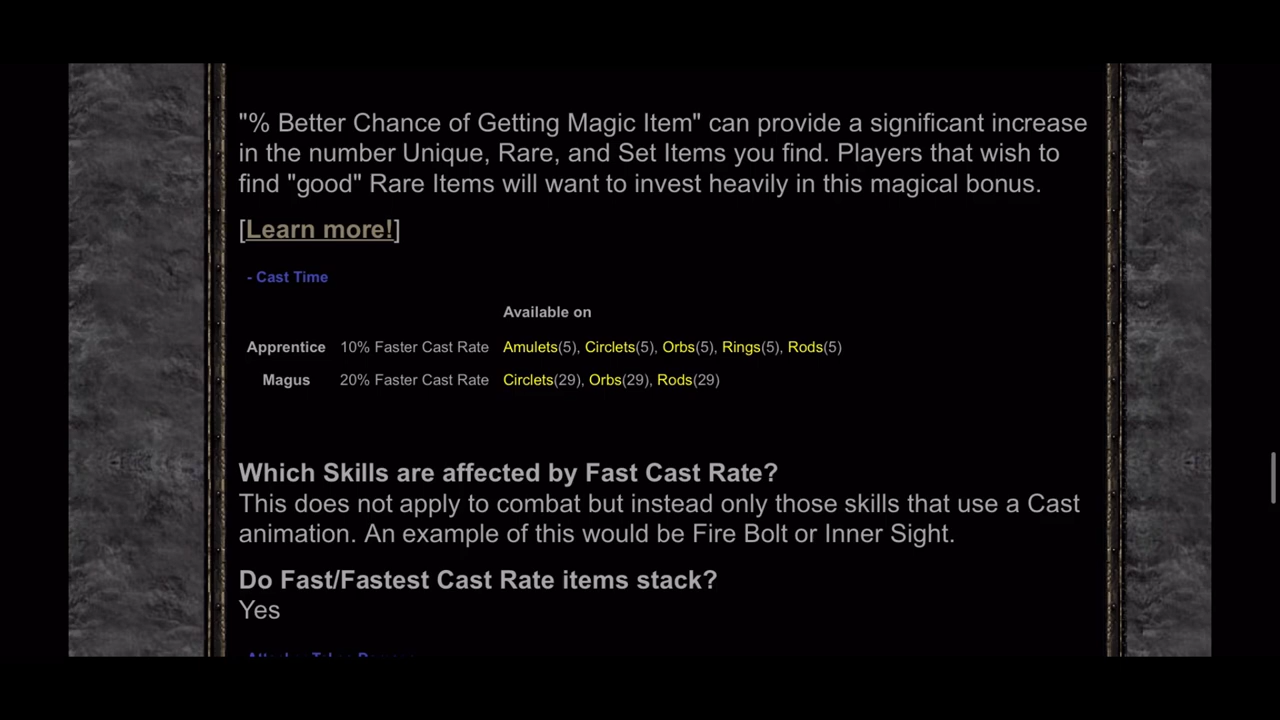 "% Better Chance of Getting Magic Item" can provide a significant increase
in the number Unique, Rare, and Set Items you find. Players that wish to
find "good" Rare Items will want to invest heavily in this magical bonus.
[Learn more!]
- Cast Time
Available on
Apprentice 10% Faster Cast Rate Amulets(5), Circlets(5), Orbs(5), Rings(5), Rods(5)
Magus 20% Faster Cast Rate Circlets(29), Orbs(29), Rods(29)
Which Skills are affected by Fast Cast Rate?
This does not apply to combat but instead only those skills that use a Cast
animation. An example of this would be Fire Bolt or Inner Sight.
Do Fast/Fastest Cast Rate items stack?
Yes